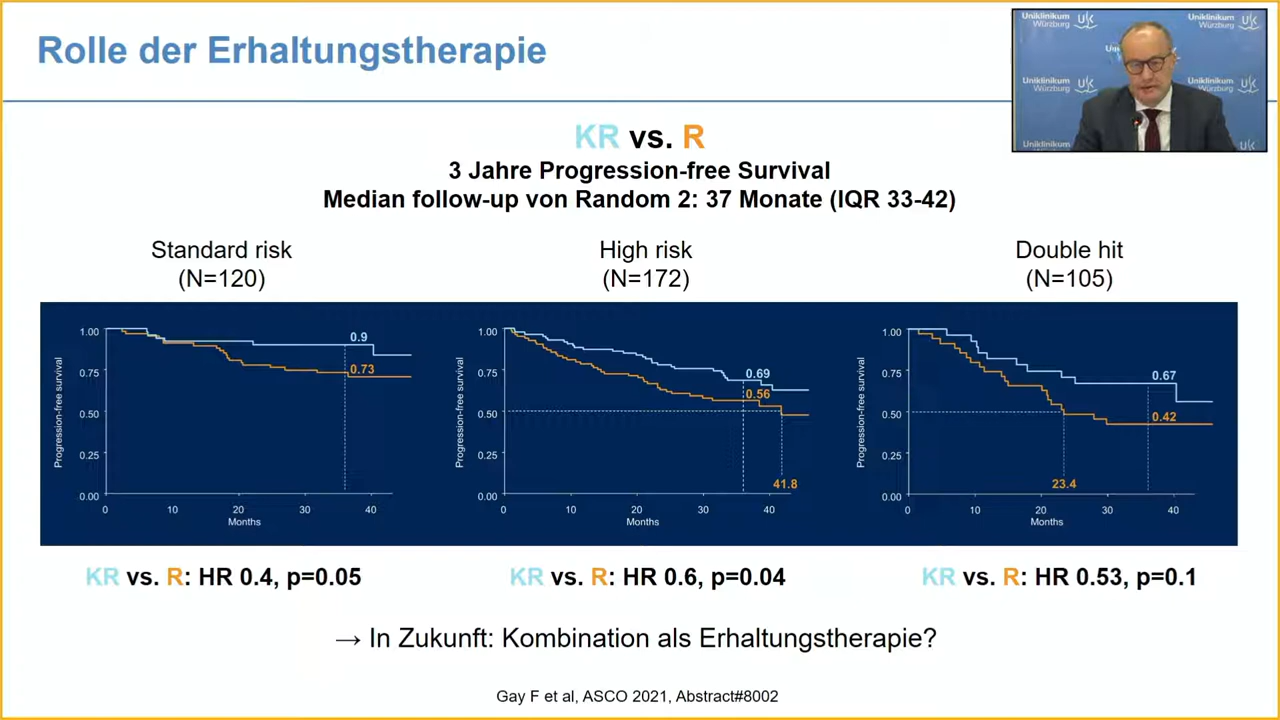 Rolle der Erhaltungstherapie
Uniklinikum
Würzburg
Uniklinikum
Würzburg
Uniklinikum
Würzburg
Uniklinikum
Würzburg
Uniklinikum
KR vs. R
3 Jahre Progression-free Survival
Median follow-up von Random 2: 37 Monate (IQR 33-42)
Standard risk
(N=120)
High risk
(N=172)
Double hit
(N=105)
Progression-free survival
1.00
0.75
0.50
0.25
0.00
0.9
0.73
0 10 20 30 40
Months
Progression-free survival
1.00
0.75
0.50
0.25
0.00
0.69
0.56
41.8
0 10 20 30 40
Months
Progression-free survival
1.00
0.75
0.50
0.25
0.00
0.67
0.42
23.4
0 10 20 30 40
Months
KR vs. R: HR 0.4, p=0.05
KR vs. R: HR 0.6, p=0.04
KR vs. R: HR 0.53, p=0.1
→ In Zukunft: Kombination als Erhaltungstherapie?
Gay F et al, ASCO 2021, Abstract#8002